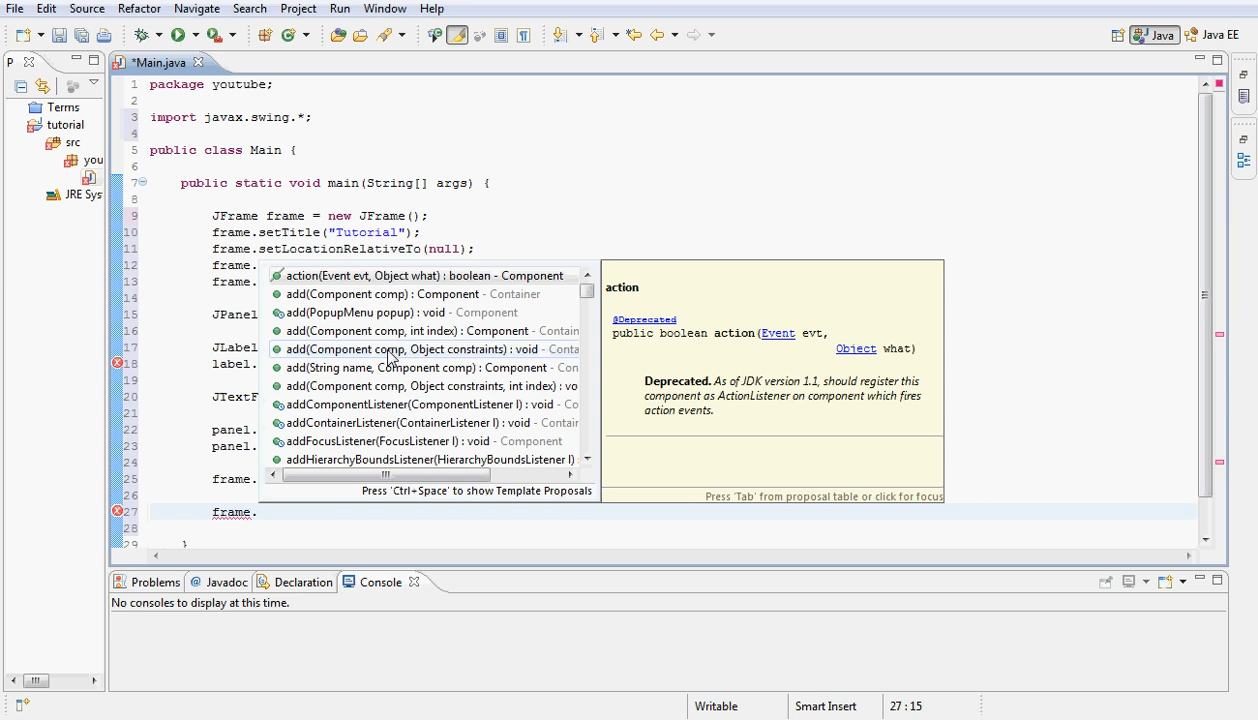 File Edit Source Refactor Navigate Search Project Run Window Help
Java Java EE
P
*Main.java
Terms
tutorial
src
you
JRE Sys
1 package youtube;
2
3 import javax.swing.*;
4
5 public class Main {
6
7 public static void main(String[] args) {
8
9 JFrame frame = new JFrame();
10 frame.setTitle("Tutorial");
11 frame.setLocationRelativeTo(null);
12 frame.
13 frame.
14
15 JPanel
16
17 JLabel
18 label.
19
20 JTextF
21
22 panel.
23 panel.
24
25 frame.
26
27 frame.
28
29 }
action(Event evt, Object what) : boolean - Component
add(Component comp) : Component - Container
add(PopupMenu popup) : void - Component
add(Component comp, int index) : Component - Contain
add(Component comp, Object constraints) : void - Conta
add(String name, Component comp) : Component - Con
add(Component comp, Object constraints, int index) : vo
addComponentListener(ComponentListener l) : void - Co
addContainerListener(ContainerListener l) : void - Contair
addFocusListener(FocusListener l) : void - Component
addHierarchyBoundsListener(HierarchyBoundsListener l)
Press 'Ctrl+Space' to show Template Proposals
action
@Deprecated
public boolean action(Event evt,
Object what)
Deprecated. As of JDK version 1.1, should register this
component as ActionListener on component which fires
action events.
Press 'Tab' from proposal table or click for focus
Problems @ Javadoc Declaration Console
No consoles to display at this time.
Writable Smart Insert 27 : 15